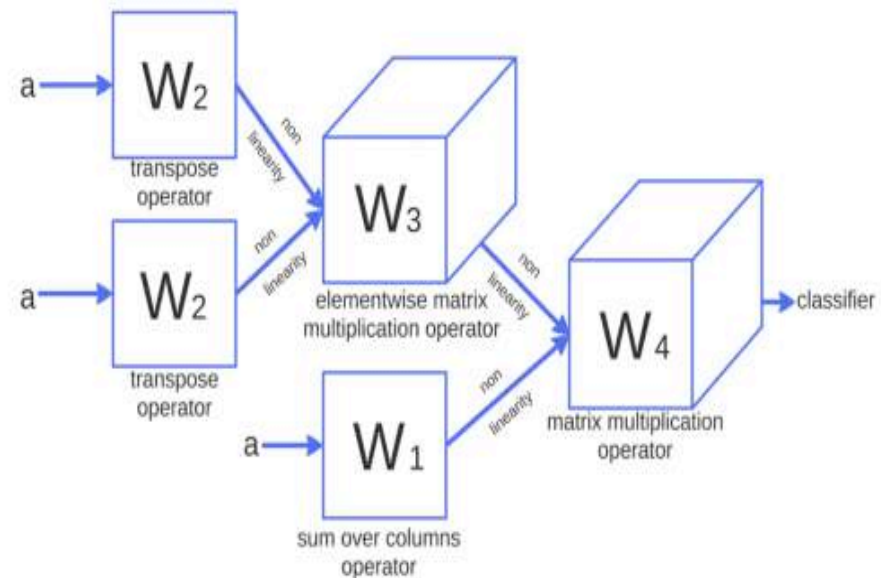 a
W2
non
linearity
transpose
operator
W3
a
W2
non
linearity
elementwise matrix
multiplication operator
transpose
operator
non
linearity
W4
classifier
matrix multiplication
operator
a
W1
non
linearity
sum over columns
operator